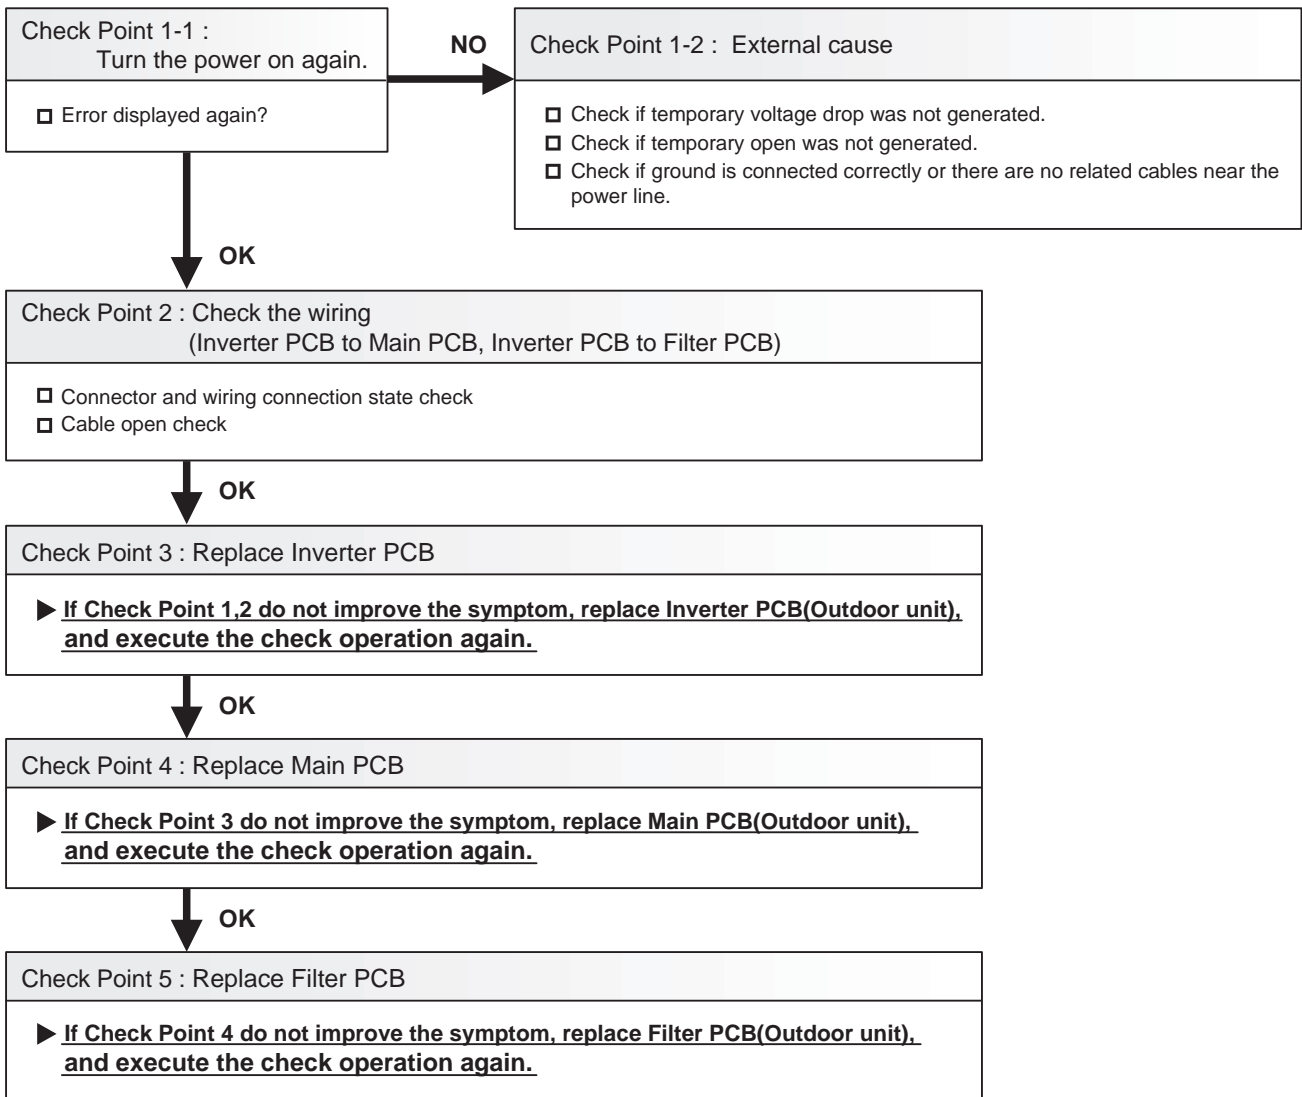 Check Point 1-1 :
Turn the power on again.
Error displayed again?
NO
Check Point 1-2 : External cause
Check if temporary voltage drop was not generated.
Check if temporary open was not generated.
Check if ground is connected correctly or there are no related cables near the
power line.
OK
Check Point 2 : Check the wiring
(Inverter PCB to Main PCB, Inverter PCB to Filter PCB)
Connector and wiring connection state check
Cable open check
OK
Check Point 3 : Replace Inverter PCB
If Check Point 1,2 do not improve the symptom, replace Inverter PCB(Outdoor unit),
and execute the check operation again.
OK
Check Point 4 : Replace Main PCB
If Check Point 3 do not improve the symptom, replace Main PCB(Outdoor unit),
and execute the check operation again.
OK
Check Point 5 : Replace Filter PCB
If Check Point 4 do not improve the symptom, replace Filter PCB(Outdoor unit),
and execute the check operation again.